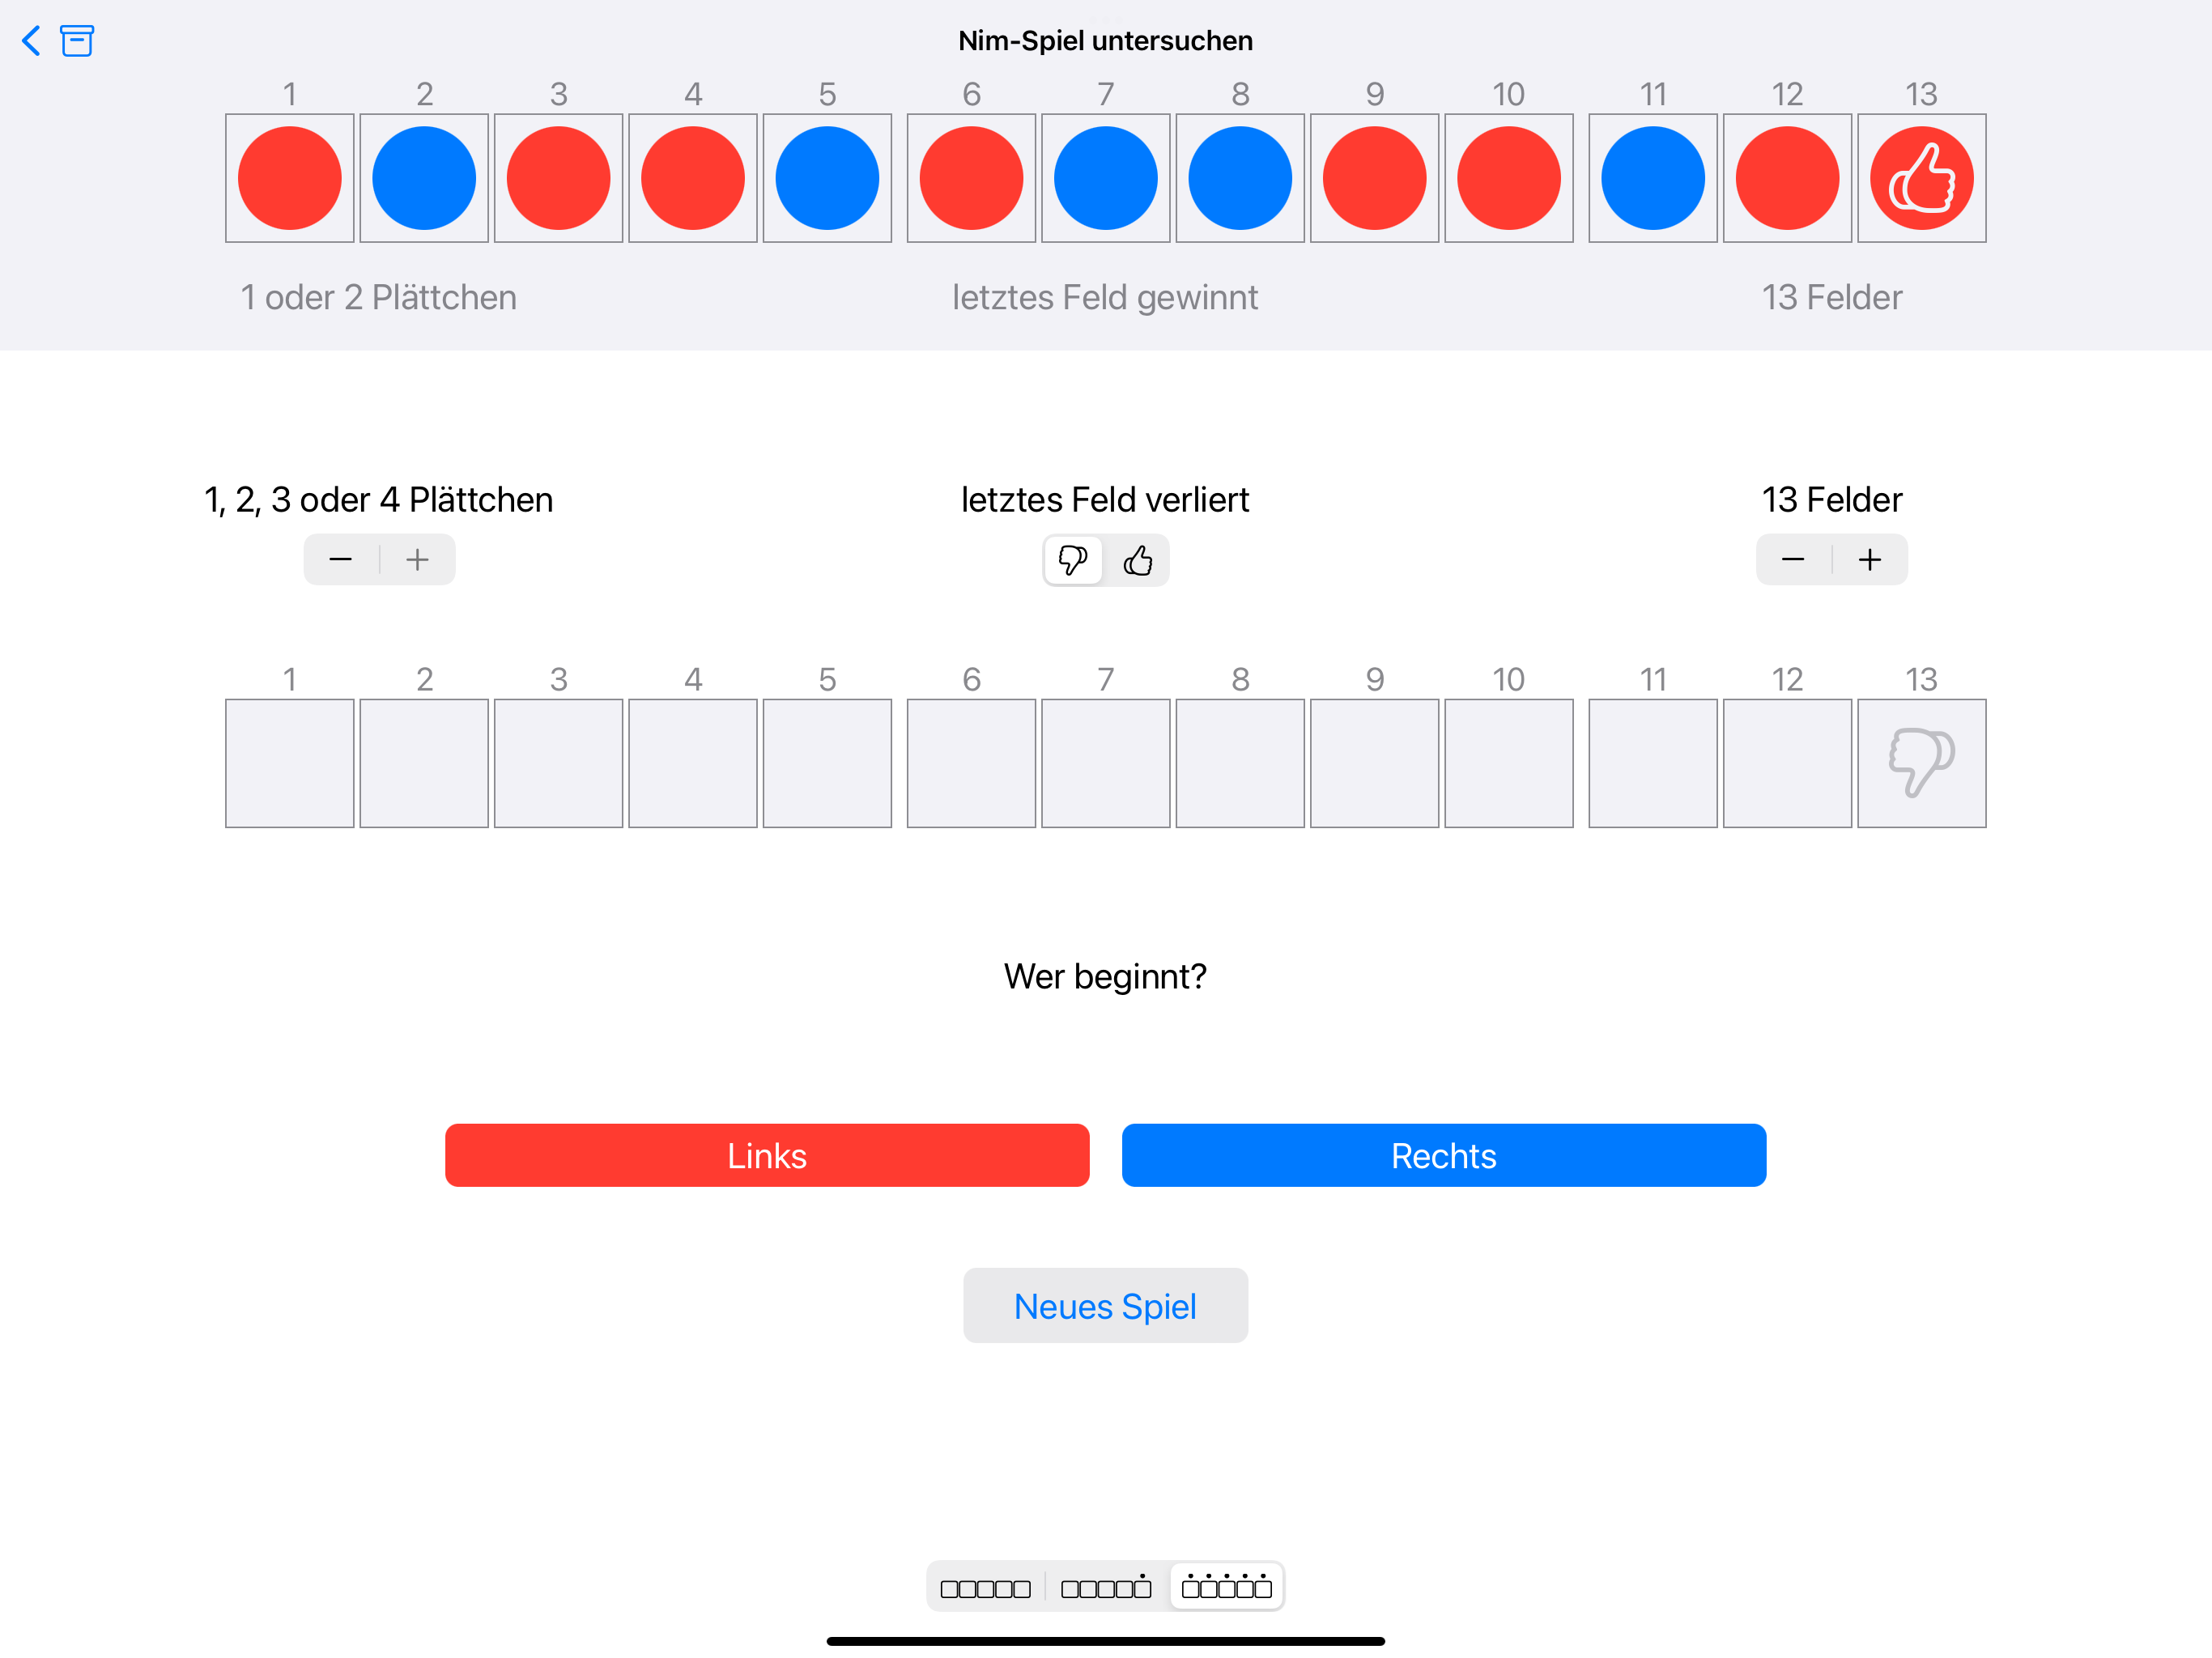 Nim-Spiel untersuchen
1 2 3 4 5 6 7 8 9 10 11 12 13
1 oder 2 Plättchen letztes Feld gewinnt 13 Felder
1, 2, 3 oder 4 Plättchen letztes Feld verliert 13 Felder
1 2 3 4 5 6 7 8 9 10 11 12 13
Wer beginnt?
Links Rechts
Neues Spiel